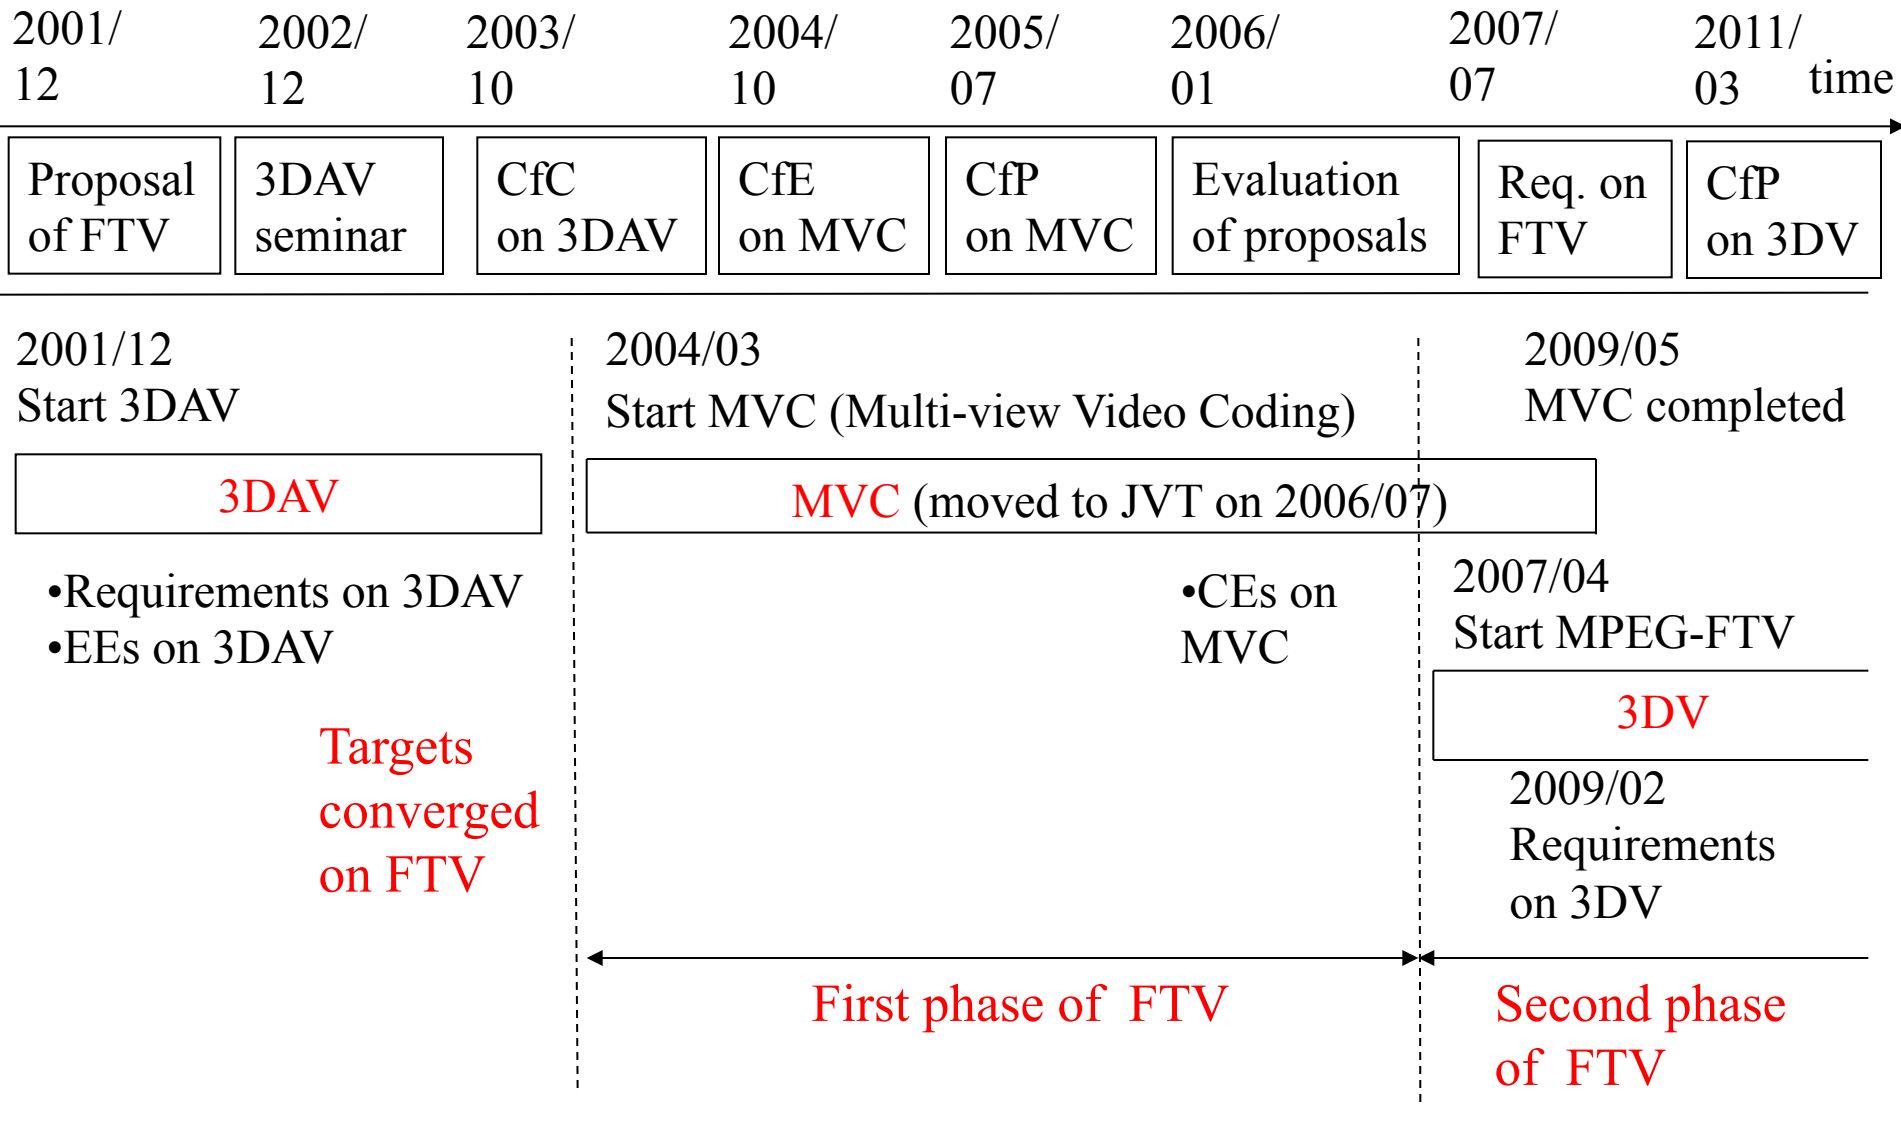 2001/
12
2002/
12
2003/
10
2004/
10
2005/
07
2006/
01
2007/
07
2011/
03
time
Proposal
of FTV
3DAV
seminar
CfC
on 3DAV
CfE
on MVC
CfP
on MVC
Evaluation
of proposals
Req. on
FTV
CfP
on 3DV
2001/12
Start 3DAV
2004/03
Start MVC (Multi-view Video Coding)
2009/05
MVC completed
3DAV
MVC (moved to JVT on 2006/07)
•Requirements on 3DAV
•EEs on 3DAV
•CEs on
MVC
2007/04
Start MPEG-FTV
3DV
Targets
converged
on FTV
2009/02
Requirements
on 3DV
First phase of FTV
Second phase
of FTV